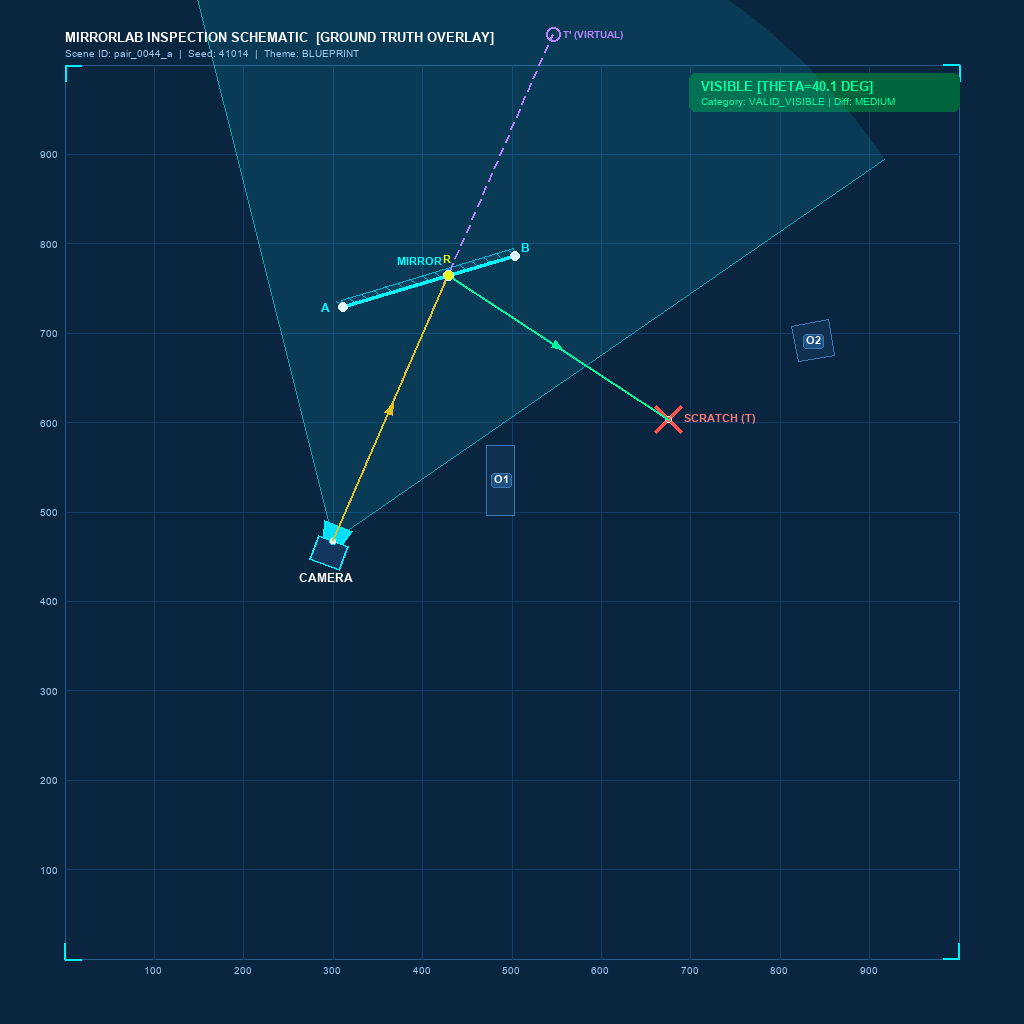 MIRRORLAB INSPECTION SCHEMATIC [GROUND TRUTH OVERLAY]
Scene ID: pair_0044_a | Seed: 41014 | Theme: BLUEPRINT
T' (VIRTUAL)
VISIBLE [THETA=40.1 DEG]
Category: VALID_VISIBLE | Diff: MEDIUM
900
800
B
MIRROR
R
A
700
O2
600
SCRATCH (T)
500
O1
CAMERA
400
300
200
100
100 200 300 400 500 600 700 800 900